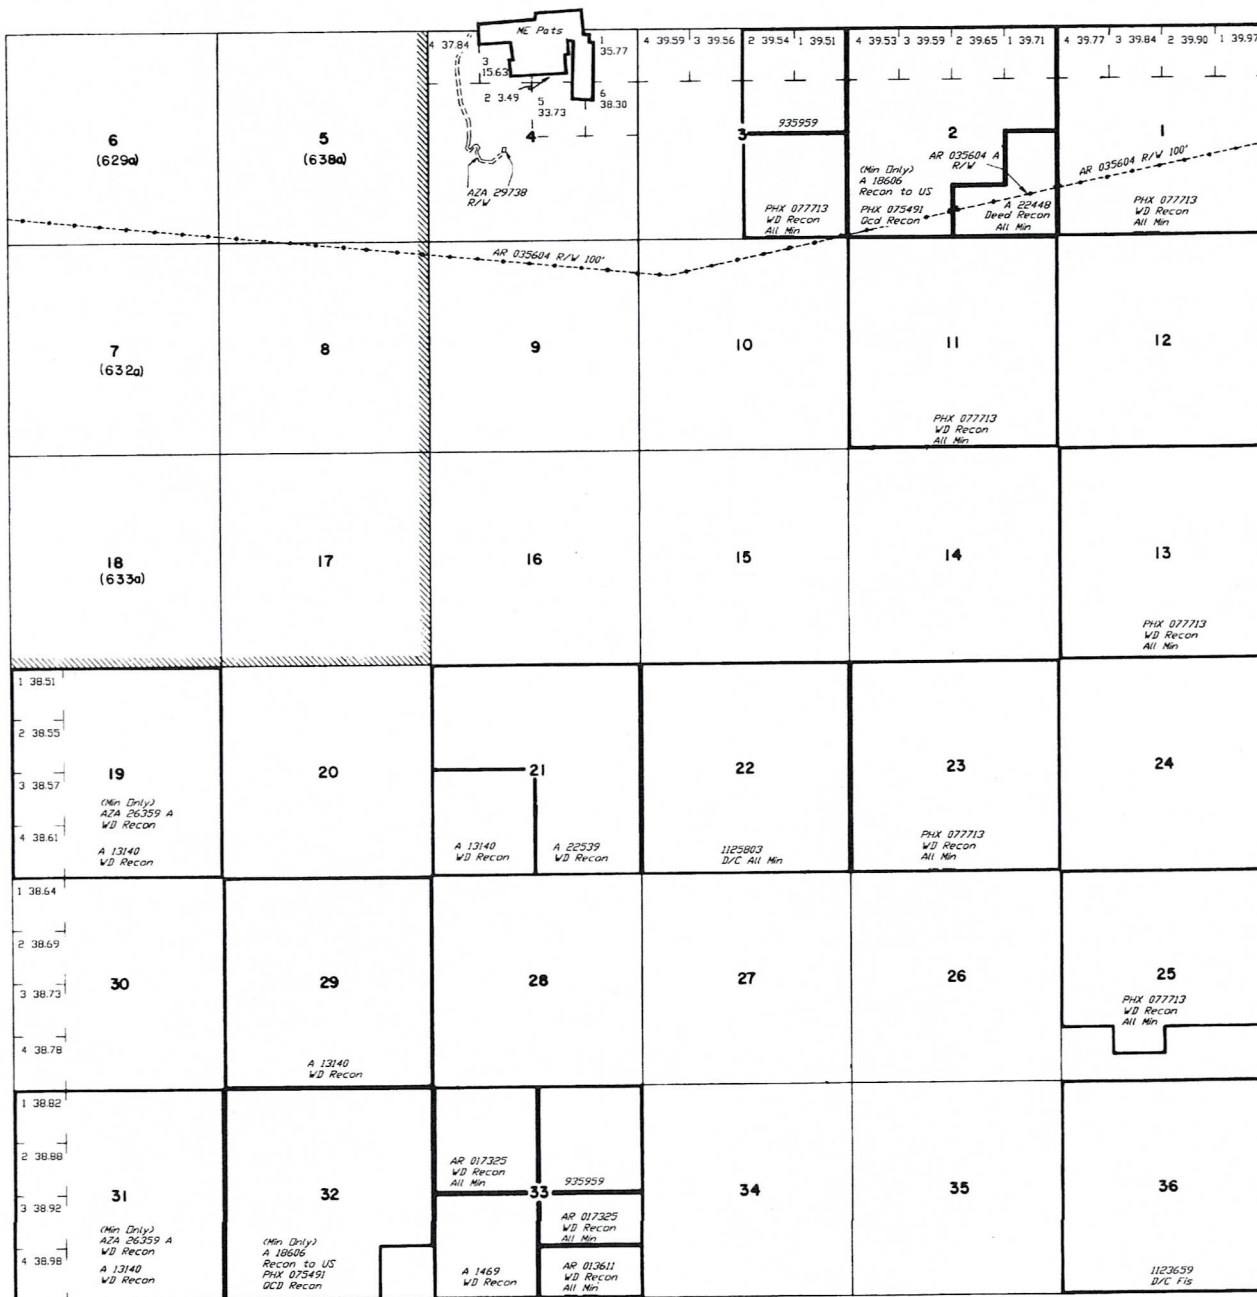 ME Pats
4 37.84
3
15.63
2 3.49
5
33.73
1
35.77
6
38.30
4 39.59 3 39.56 2 39.54 1 39.51
4 39.53 3 39.59 2 39.65 1 39.71
4 39.77 3 39.84 2 39.90 1 39.97
6
(629a)
5
(638a)
4
AZA 29738
R/W
3
935959
PHX 077713
WD Recon
All Min
2
(Min Only)
A 18606
Recon to US
PHX 075491
Qcd Recon
AR 035604 A
R/W
A 22448
Deed Recon
All Min
1
AR 035604 R/W 100'
PHX 077713
WD Recon
All Min
AR 035604 R/W 100'
7
(632a)
8
9
10
11
PHX 077713
WD Recon
All Min
12
18
(633a)
17
16
15
14
13
PHX 077713
WD Recon
All Min
1 38.51
2 38.55
3 38.57
4 38.61
19
(Min Only)
AZA 26359 A
WD Recon
A 13140
WD Recon
20
21
A 13140
WD Recon
A 22539
WD Recon
22
1125803
D/C All Min
23
PHX 077713
WD Recon
All Min
24
1 38.64
2 38.69
3 38.73
4 38.78
30
29
A 13140
WD Recon
28
27
26
25
PHX 077713
WD Recon
All Min
1 38.82
2 38.88
3 38.92
4 38.98
31
(Min Only)
AZA 26359 A
WD Recon
A 13140
WD Recon
32
(Min Only)
A 18606
Recon to US
PHX 075491
QCD Recon
AR 017325
WD Recon
All Min
33
935959
AR 017325
WD Recon
All Min
A 1469
WD Recon
AR 013611
WD Recon
All Min
34
35
36
1123659
D/C Fis